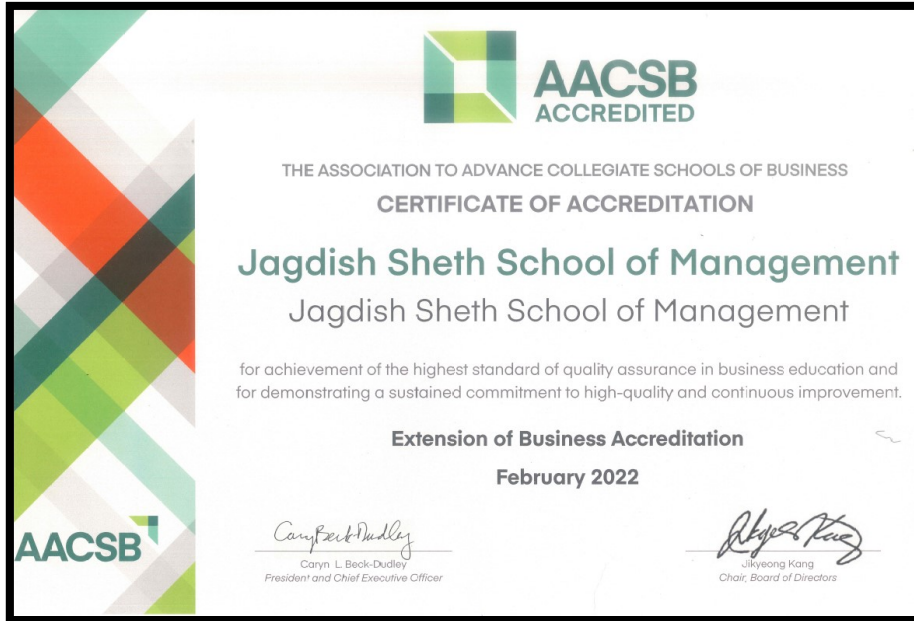 AACSB
ACCREDITED
THE ASSOCIATION TO ADVANCE COLLEGIATE SCHOOLS OF BUSINESS
CERTIFICATE OF ACCREDITATION
Jagdish Sheth School of Management
Jagdish Sheth School of Management
for achievement of the highest standard of quality assurance in business education and
for demonstrating a sustained commitment to high-quality and continuous improvement.
Extension of Business Accreditation
February 2022
Caryn L. Beck-Dudley
President and Chief Executive Officer
Jikyeong Kang
Chair, Board of Directors
AACSB